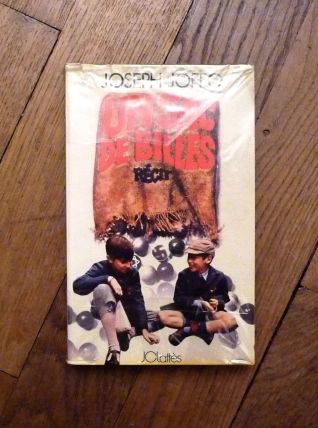 JOSEPH JOFFO
UN SAC
DE BILLES
RÉCIT
JCLattès